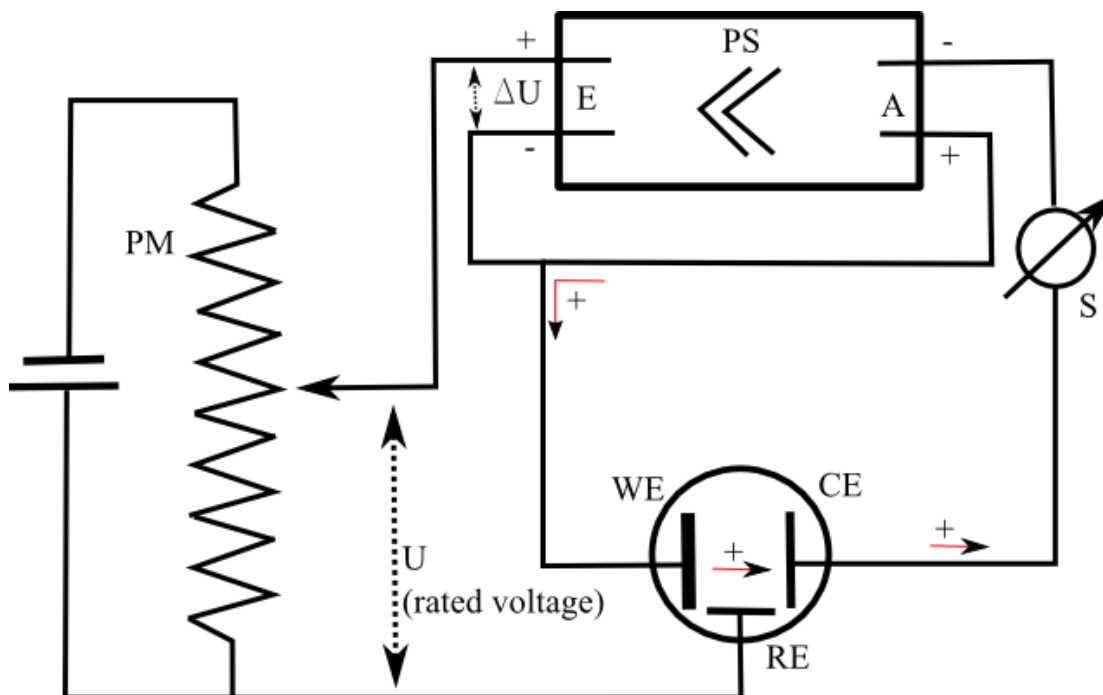 +
PS
-
ΔU
E
A
-
+
PM
+
S
WE
CE
+
+
U
(rated voltage)
RE